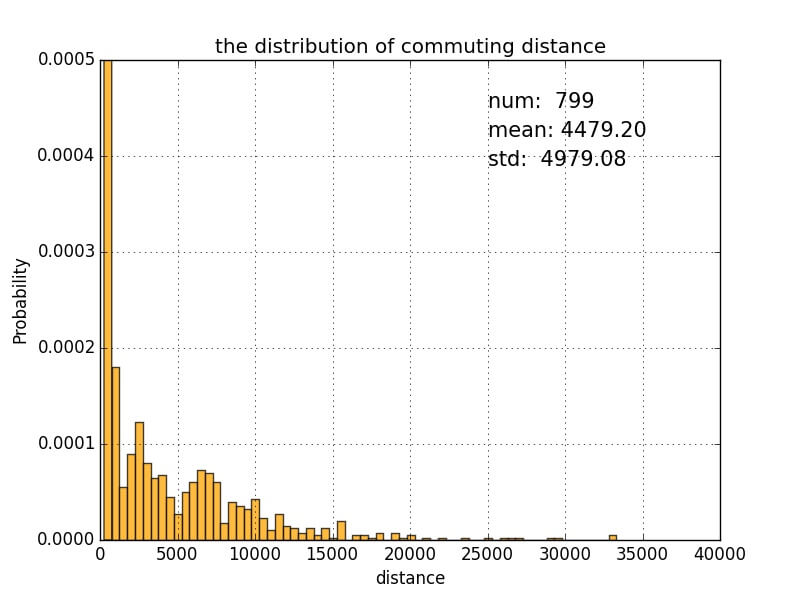 the distribution of commuting distance
num: 799
mean: 4479.20
std: 4979.08
0.0005
0.0004
0.0003
0.0002
0.0001
0.0000
Probability
0 5000 10000 15000 20000 25000 30000 35000 40000
distance